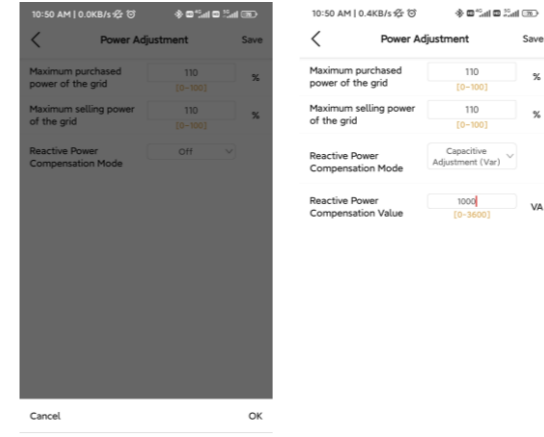 10:50 AM | 0.0KB/s
Power Adjustment
Save
Maximum purchased
power of the grid
110
[0~100]
%
Maximum selling power
of the grid
110
[0~100]
%
Reactive Power
Compensation Mode
Off
Cancel
OK
10:50 AM | 0.4KB/s
Power Adjustment
Save
Maximum purchased
power of the grid
110
[0~100]
%
Maximum selling power
of the grid
110
[0~100]
%
Reactive Power
Compensation Mode
Capacitive
Adjustment (Var)
Reactive Power
Compensation Value
1000
[0~3600]
VA